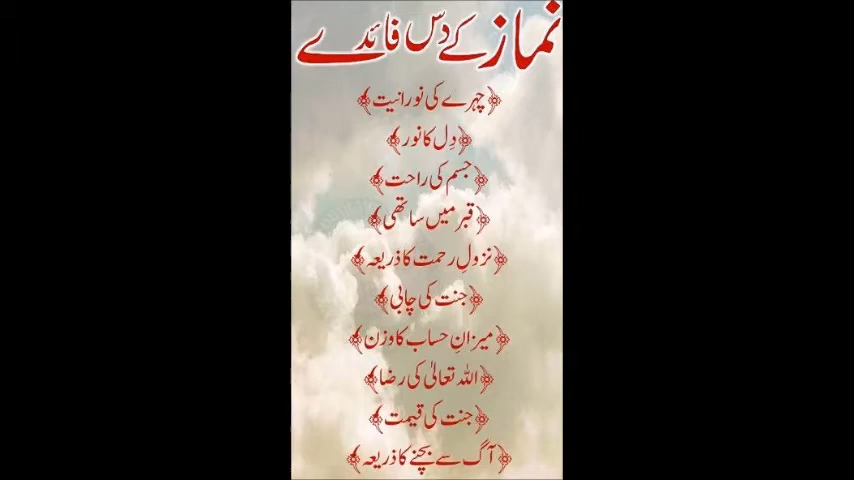 نماز کے دس فائدے
﴿چہرے کی نورانیت﴾
﴿دِل کا نور﴾
﴿جسم کی راحت﴾
﴿قبر میں ساتھی﴾
﴿نزولِ رحمت کا ذریعہ﴾
﴿جنت کی چابی﴾
﴿میزانِ حساب کا وزن﴾
﴿اللہ تعالیٰ کی رضا﴾
﴿جنت کی قیمت﴾
﴿آگ سے بچنے کا ذریعہ﴾